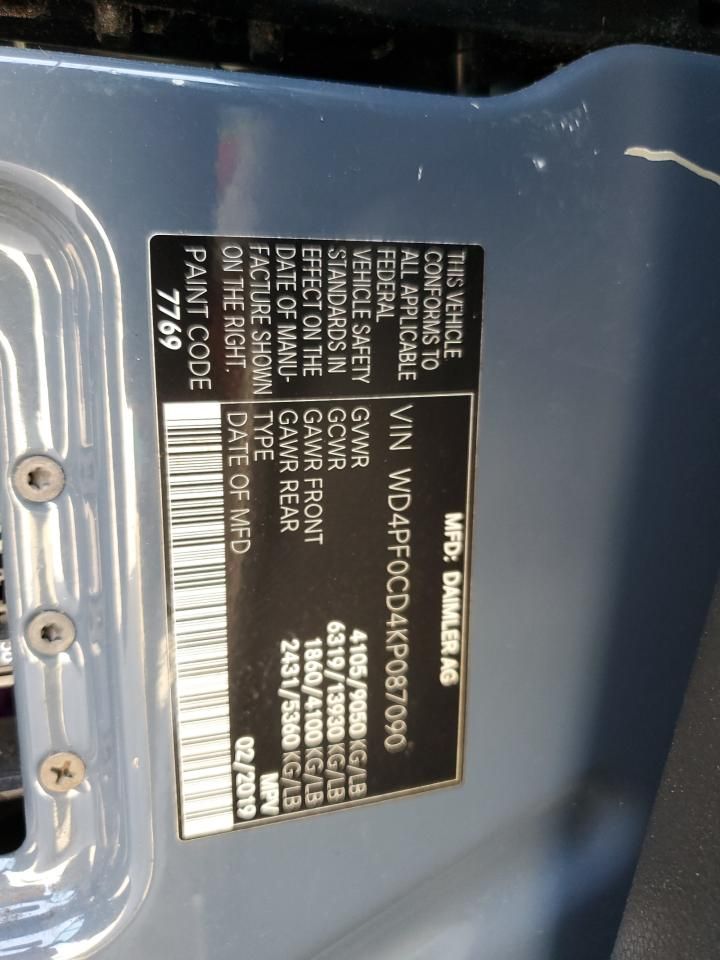 THIS VEHICLE
CONFORMS TO
ALL APPLICABLE
FEDERAL
VEHICLE SAFETY
STANDARDS IN
EFFECT ON THE
DATE OF MANU-
FACTURE SHOWN
ON THE RIGHT.
PAINT CODE
7769
MFD: DAIMLER AG
VIN WD4PF0CD4KP087090
GVWR 4105/9050 KG/LB
GCWR 6319/13930 KG/LB
GAWR FRONT 1860/4100 KG/LB
GAWR REAR 2431/5360 KG/LB
TYPE MPV
DATE OF MFD 02/2019